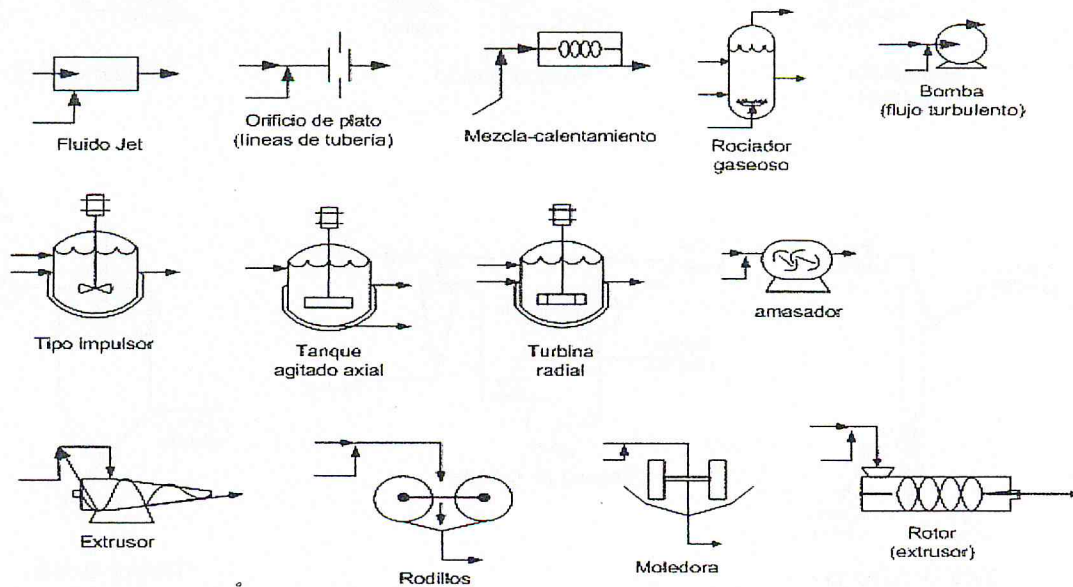 Fluido Jet
Orificio de plato
(líneas de tubería)
Mezcla-calentamiento
Rociador
gaseoso
Bomba
(flujo turbulento)
Tipo impulsor
Tanque
agitado axial
Turbina
radial
amasador
Extrusor
Rodillos
Moledora
Rotor
(extrusor)